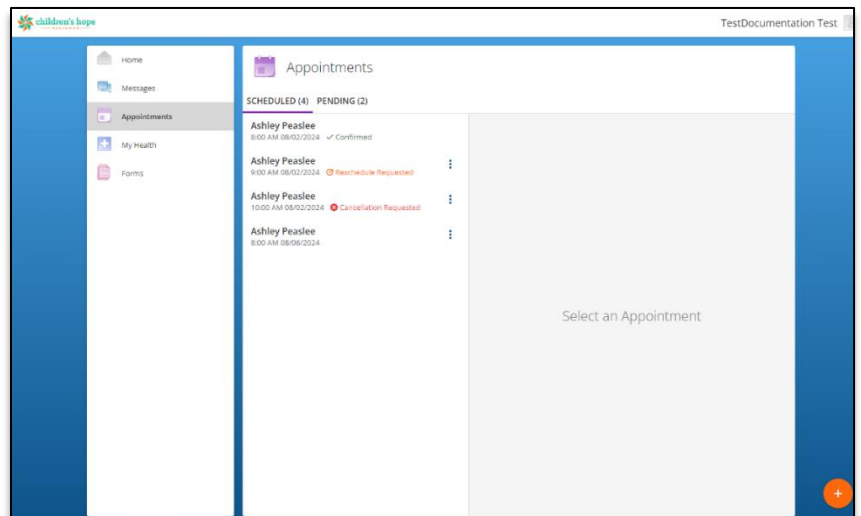 children's hope
TestDocumentation Test
Home
Messages
Appointments
My Health
Forms
Appointments
SCHEDULED (4) PENDING (2)
Ashley Peaslee
8:00 AM 08/02/2024 ✓ Confirmed
Ashley Peaslee
9:00 AM 08/02/2024 Reschedule Requested
Ashley Peaslee
10:00 AM 08/02/2024 Cancellation Requested
Ashley Peaslee
8:00 AM 08/06/2024
Select an Appointment
+